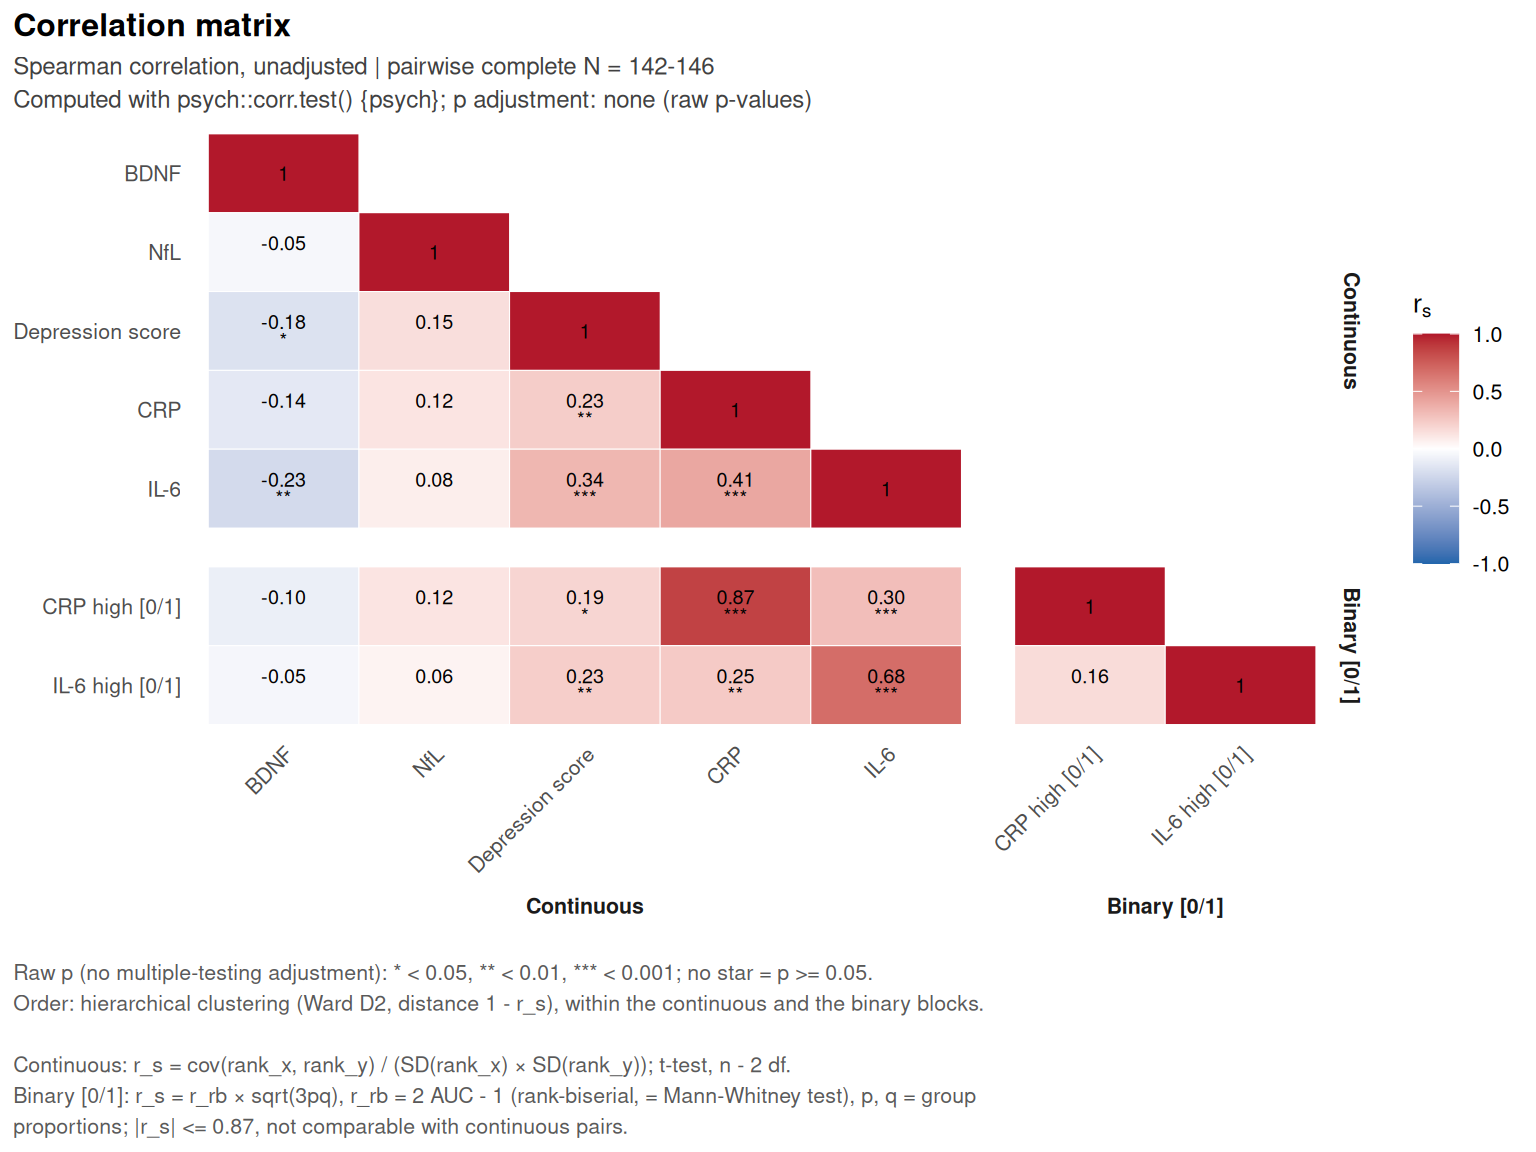 Correlation matrix
Spearman correlation, unadjusted | pairwise complete N = 142-146
Computed with psych::corr.test() {psych}; p adjustment: none (raw p-values)
BDNF
1
NfL
-0.05
1
Depression score
-0.18
*
0.15
1
CRP
-0.14
0.12
0.23
**
1
IL-6
-0.23
**
0.08
0.34
***
0.41
***
1
CRP high [0/1]
-0.10
0.12
0.19
*
0.87
***
0.30
***
1
IL-6 high [0/1]
-0.05
0.06
0.23
**
0.25
**
0.68
***
0.16
1
Continuous
Binary [0/1]
r_s
1.0
0.5
0.0
-0.5
-1.0
BDNF
NfL
Depression score
CRP
IL-6
CRP high [0/1]
IL-6 high [0/1]
Continuous
Binary [0/1]
Raw p (no multiple-testing adjustment): * < 0.05, ** < 0.01, *** < 0.001; no star = p >= 0.05.
Order: hierarchical clustering (Ward D2, distance 1 - r_s), within the continuous and the binary blocks.
Continuous: r_s = cov(rank_x, rank_y) / (SD(rank_x) × SD(rank_y)); t-test, n - 2 df.
Binary [0/1]: r_s = r_rb × sqrt(3pq), r_rb = 2 AUC - 1 (rank-biserial, = Mann-Whitney test), p, q = group
proportions; |r_s| <= 0.87, not comparable with continuous pairs.